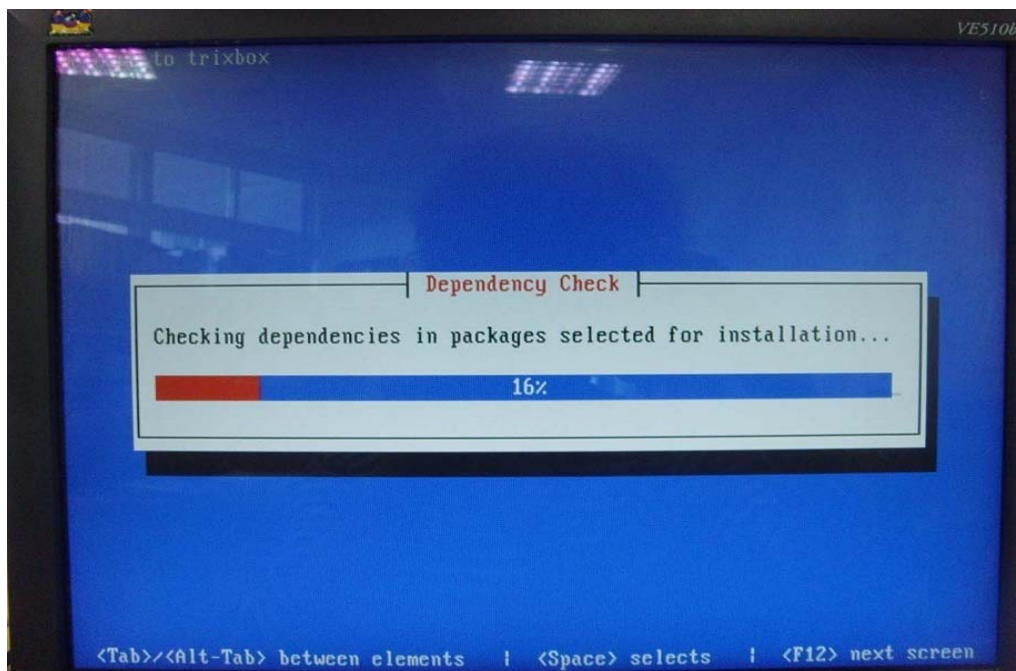 VE510b
to trixbox
Dependency Check
Checking dependencies in packages selected for installation...
16%
<Tab>/<Alt-Tab> between elements | <Space> selects | <F12> next screen